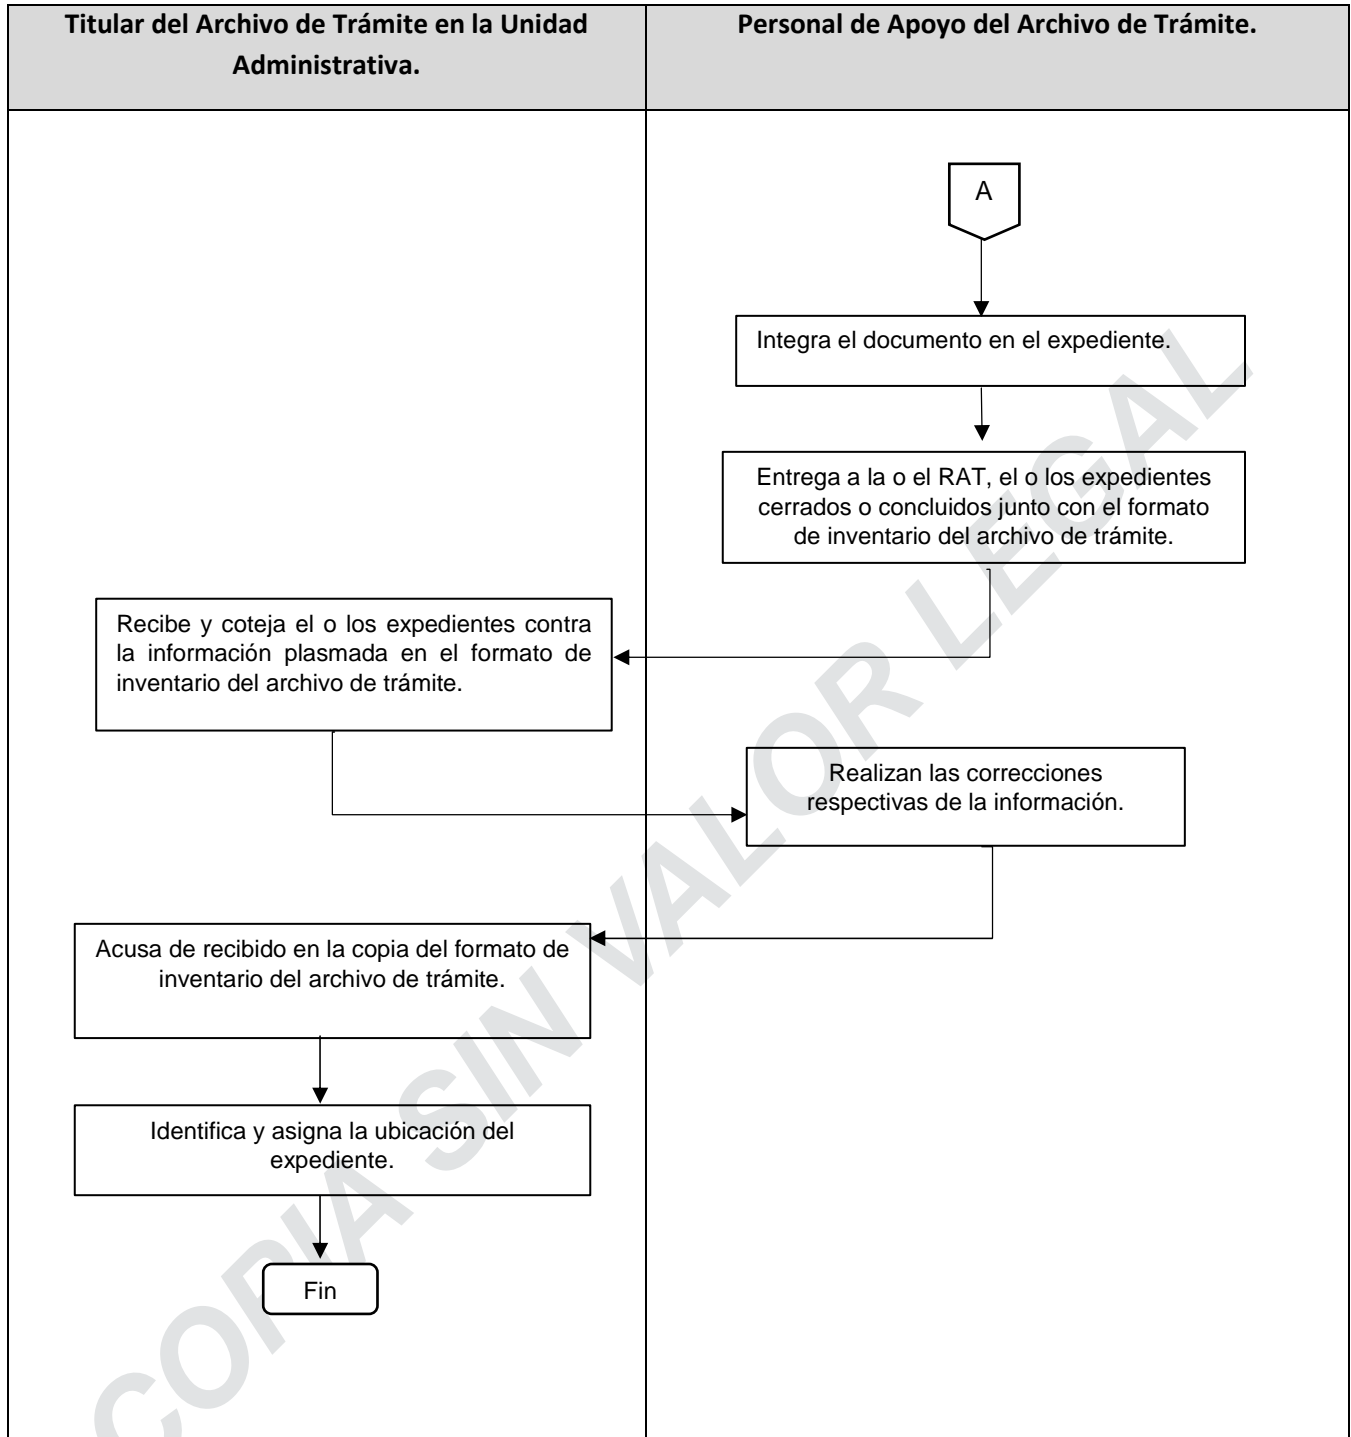 Titular del Archivo de Trámite en la Unidad
Administrativa.
Personal de Apoyo del Archivo de Trámite.
A
Integra el documento en el expediente.
Entrega a la o el RAT, el o los expedientes
cerrados o concluidos junto con el formato
de inventario del archivo de trámite.
Recibe y coteja el o los expedientes contra
la información plasmada en el formato de
inventario del archivo de trámite.
Realizan las correcciones
respectivas de la información.
Acusa de recibido en la copia del formato de
inventario del archivo de trámite.
Identifica y asigna la ubicación del
expediente.
Fin
COPIA SIN VALOR LEGAL